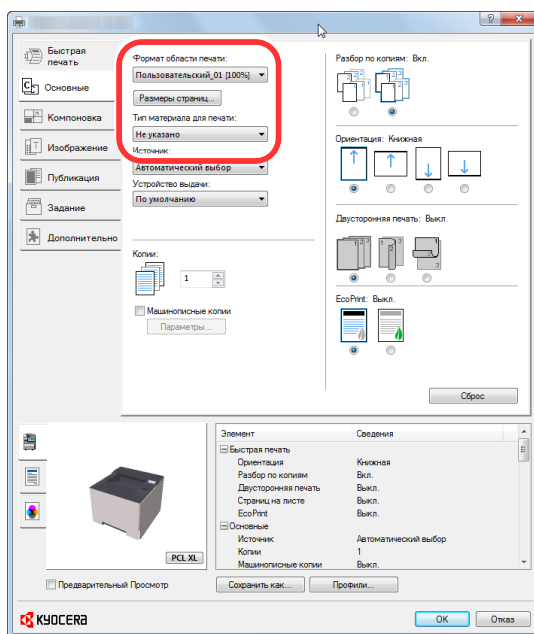 Быстрая
печать
Основные
Компоновка
Изображение
Публикация
Задание
Дополнительно
Формат области печати:
Пользовательский_01 [100%]
Размеры страниц...
Тип материала для печати:
Не указано
Источник:
Автоматический выбор
Устройство выдачи:
По умолчанию
Копии:
1
Машинописные копии
Параметры...
Разбор по копиям: Вкл.
Ориентация: Книжная
Двусторонняя печать: Выкл.
EcoPrint: Выкл.
Сброс
PCL XL
Предварительный Просмотр
Элемент Сведения
Быстрая печать
Ориентация Книжная
Разбор по копиям Вкл.
Двусторонняя печать Выкл.
Страниц на листе Выкл.
EcoPrint Выкл.
Основные
Источник Автоматический выбор
Копии 1
Машинописные копии Выкл.
Сохранить как... Профили...
KYOCERA
OK Отказ